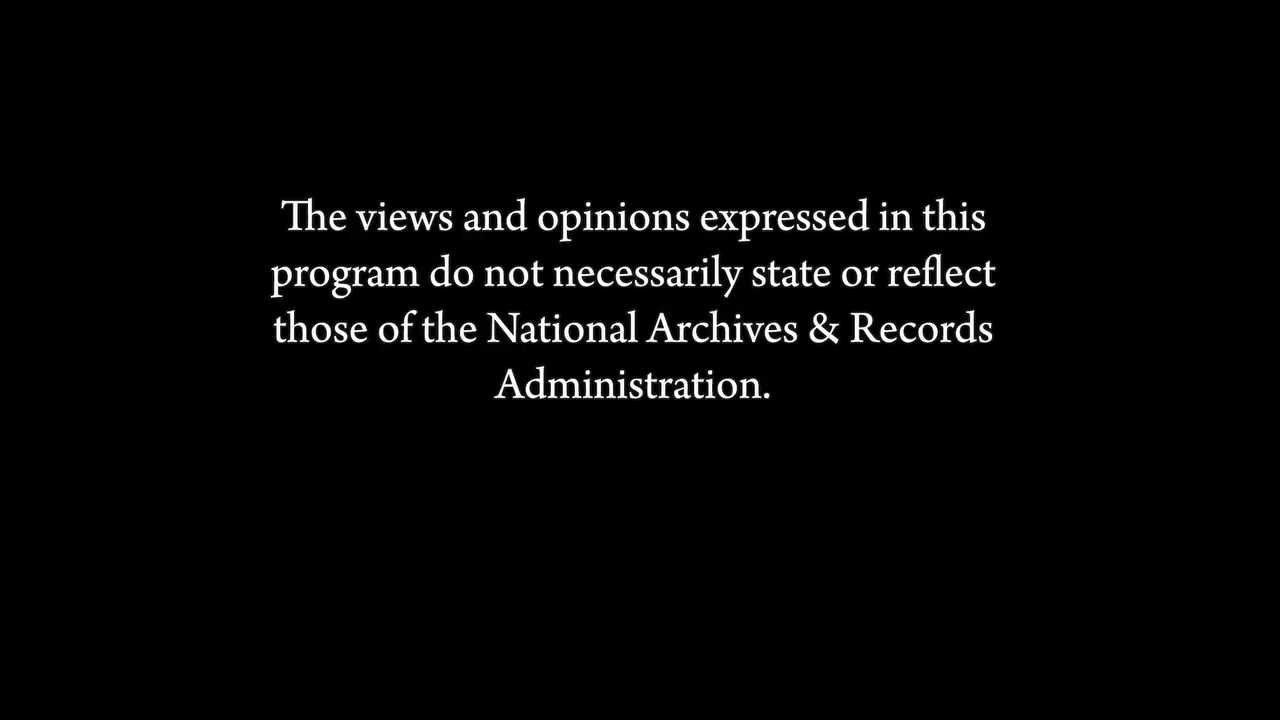 The views and opinions expressed in this
program do not necessarily state or reflect
those of the National Archives & Records
Administration.